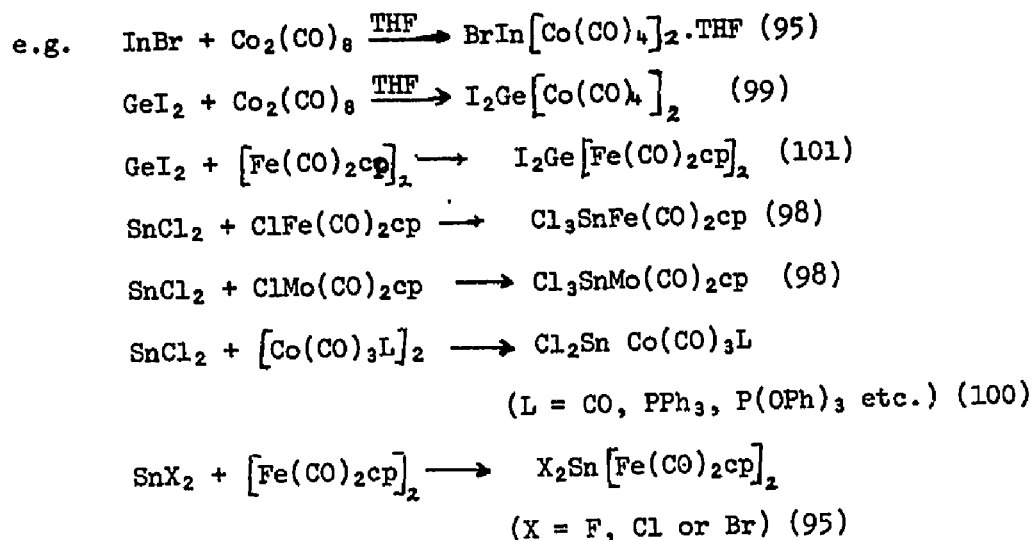 e.g. InBr + Co₂(CO)₈ THF⟶ BrIn[Co(CO)₄]₂.THF (95)
GeI₂ + Co₂(CO)₈ THF⟶ I₂Ge[Co(CO)₄]₂ (99)
GeI₂ + [Fe(CO)₂cp]₂ ⟶ I₂Ge[Fe(CO)₂cp]₂ (101)
SnCl₂ + ClFe(CO)₂cp ⟶ Cl₃SnFe(CO)₂cp (98)
SnCl₂ + ClMo(CO)₂cp ⟶ Cl₃SnMo(CO)₂cp (98)
SnCl₂ + [Co(CO)₃L]₂ ⟶ Cl₂Sn Co(CO)₃L
(L = CO, PPh₃, P(OPh)₃ etc.) (100)
SnX₂ + [Fe(CO)₂cp]₂ ⟶ X₂Sn[Fe(CO)₂cp]₂
(X = F, Cl or Br) (95)